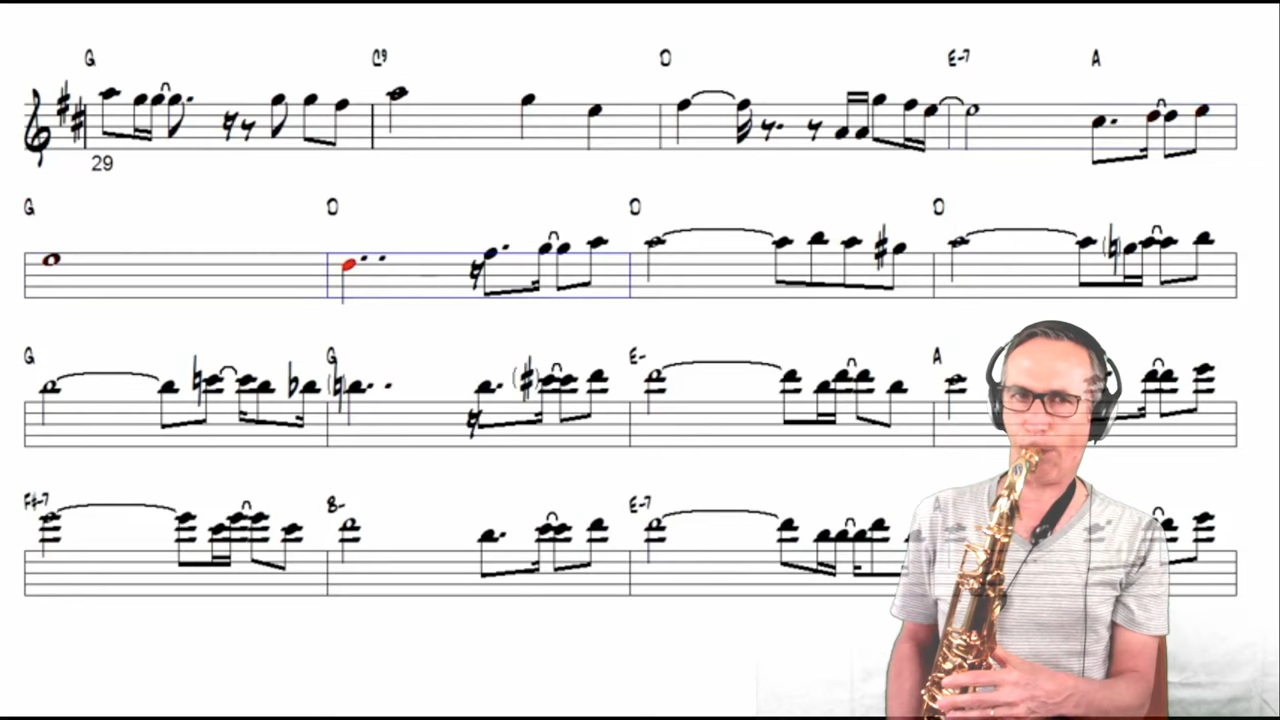 G C9 D E-7 A
29
G D D D
G G E- A
F#-7 B- E-7 A